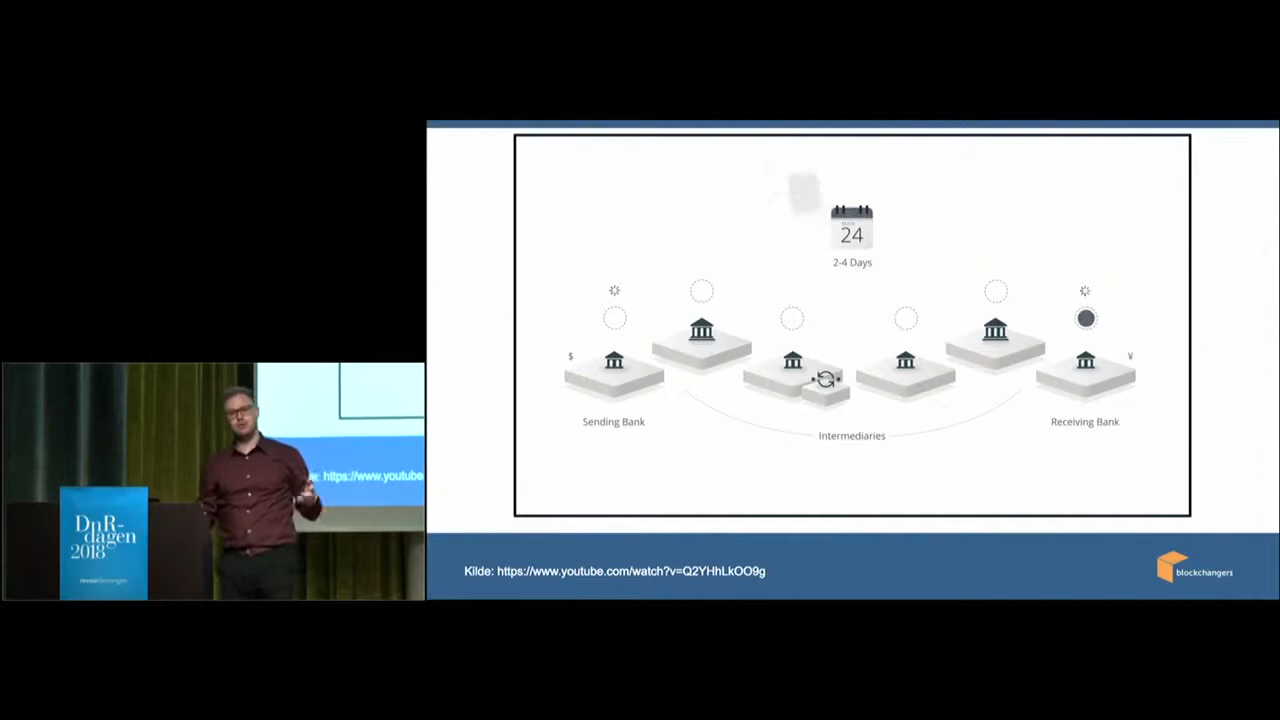 24
2-4 Days
$
¥
Sending Bank
Intermediaries
Receiving Bank
Kilde: https://www.youtube.com/watch?v=Q2YHhLkOO9g
blockchangers
https://www.youtube
DnR-
dagen
2018